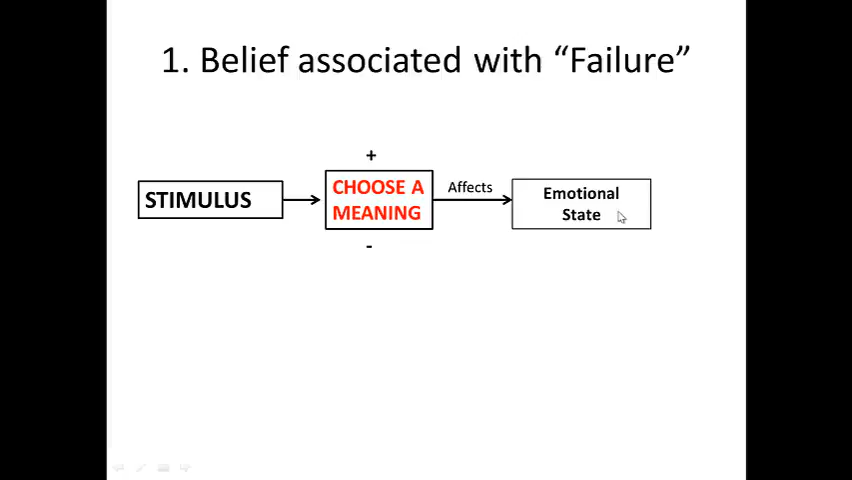 1. Belief associated with “Failure”
+
STIMULUS
CHOOSE A
MEANING
Affects
Emotional
State
-